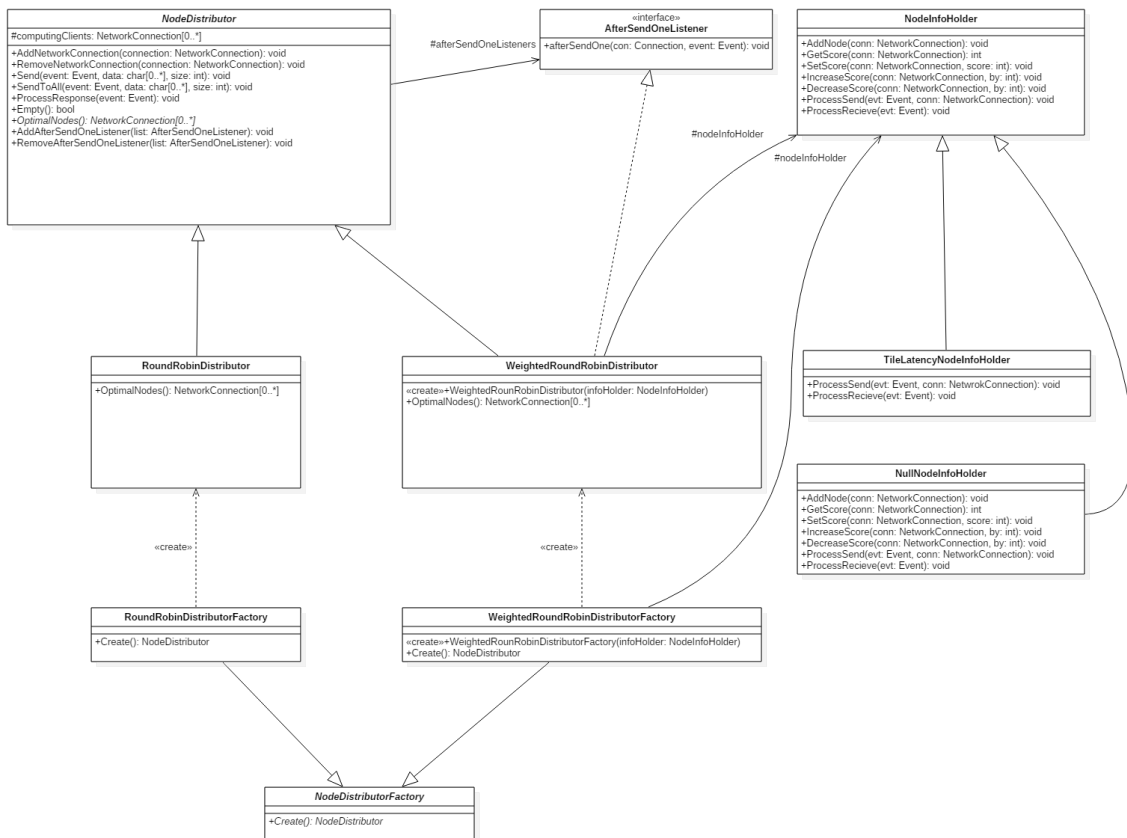 NodeDistributor
#computingClients: NetworkConnection[0..*]
+AddNetworkConnection(connection: NetworkConnection): void
+RemoveNetworkConnection(connection: NetworkConnection): void
+Send(event: Event, data: char[0..*], size: int): void
+SendToAll(event: Event, data: char[0..*], size: int): void
+ProcessResponse(event: Event): void
+Empty(): bool
+OptimalNodes(): NetworkConnection[0..*]
+AddAfterSendOneListener(list: AfterSendOneListener): void
+RemoveAfterSendOneListener(list: AfterSendOneListener): void
#afterSendOneListeners
«interface»
AfterSendOneListener
+afterSendOne(con: Connection, event: Event): void
NodeInfoHolder
+AddNode(conn: NetworkConnection): void
+GetScore(conn: NetworkConnection): int
+SetScore(conn: NetworkConnection, score: int): void
+IncreaseScore(conn: NetworkConnection, by: int): void
+DecreaseScore(conn: NetworkConnection, by: int): void
+ProcessSend(evt: Event, conn: NetworkConnection): void
+ProcessRecieve(evt: Event): void
#nodeInfoHolder
#nodeInfoHolder
RoundRobinDistributor
+OptimalNodes(): NetworkConnection[0..*]
WeightedRoundRobinDistributor
«create»+WeightedRounRobinDistributor(infoHolder: NodeInfoHolder)
+OptimalNodes(): NetworkConnection[0..*]
TileLatencyNodeInfoHolder
+ProcessSend(evt: Event, conn: NetwrokConnection): void
+ProcessRecieve(evt: Event): void
NullNodeInfoHolder
+AddNode(conn: NetworkConnection): void
+GetScore(conn: NetworkConnection): int
+SetScore(conn: NetworkConnection, score: int): void
+IncreaseScore(conn: NetworkConnection, by: int): void
+DecreaseScore(conn: NetworkConnection, by: int): void
+ProcessSend(evt: Event, conn: NetworkConnection): void
+ProcessRecieve(evt: Event): void
«create»
«create»
RoundRobinDistributorFactory
+Create(): NodeDistributor
WeightedRoundRobinDistributorFactory
«create»+WeightedRounRobinDistributorFactory(infoHolder: NodeInfoHolder)
+Create(): NodeDistributor
NodeDistributorFactory
+Create(): NodeDistributor